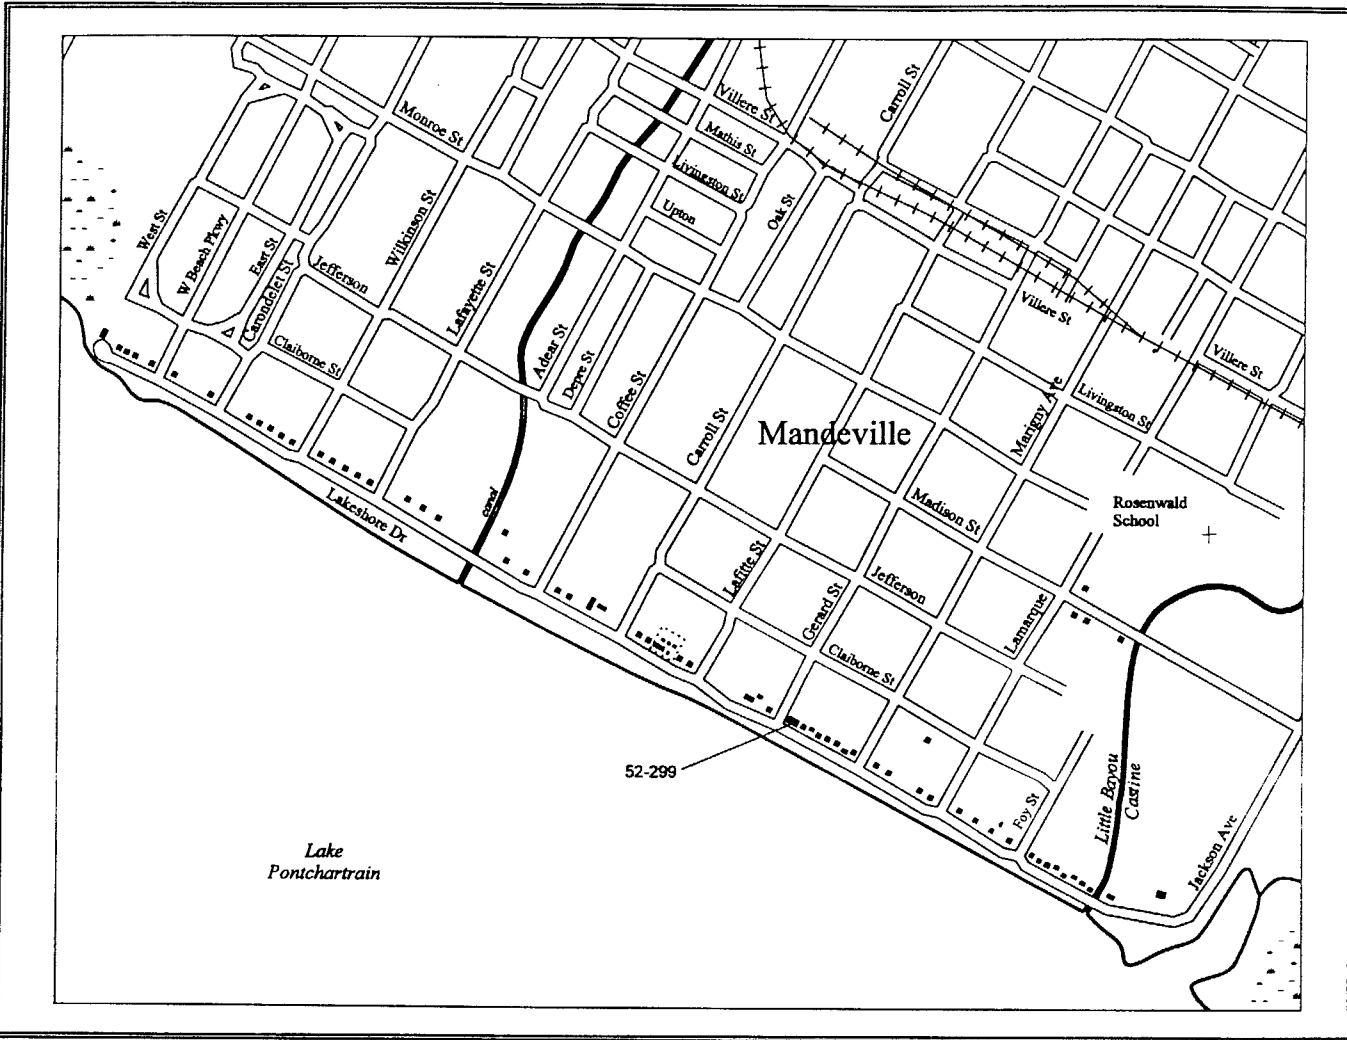 Villere St
Carroll St
Monroe St
Mathis St
Livingston St
Upton
Oak St
Wilkinson St
West St
W Beach Pkwy
East St
Carondelet St
Jefferson
Lafayette St
Claiborne St
Adear St
Depre St
Coffee St
Carroll St
Villere St
Villere St
Marigny Ave
Livingston St
Mandeville
Lakeshore Dr
canal
Madison St
Rosenwald
School
Lafitte St
Gerard St
Jefferson
Lamarque
Claiborne St
52-299
Foy St
Little Bayou
Castine
Jackson Ave
Lake
Pontchartrain